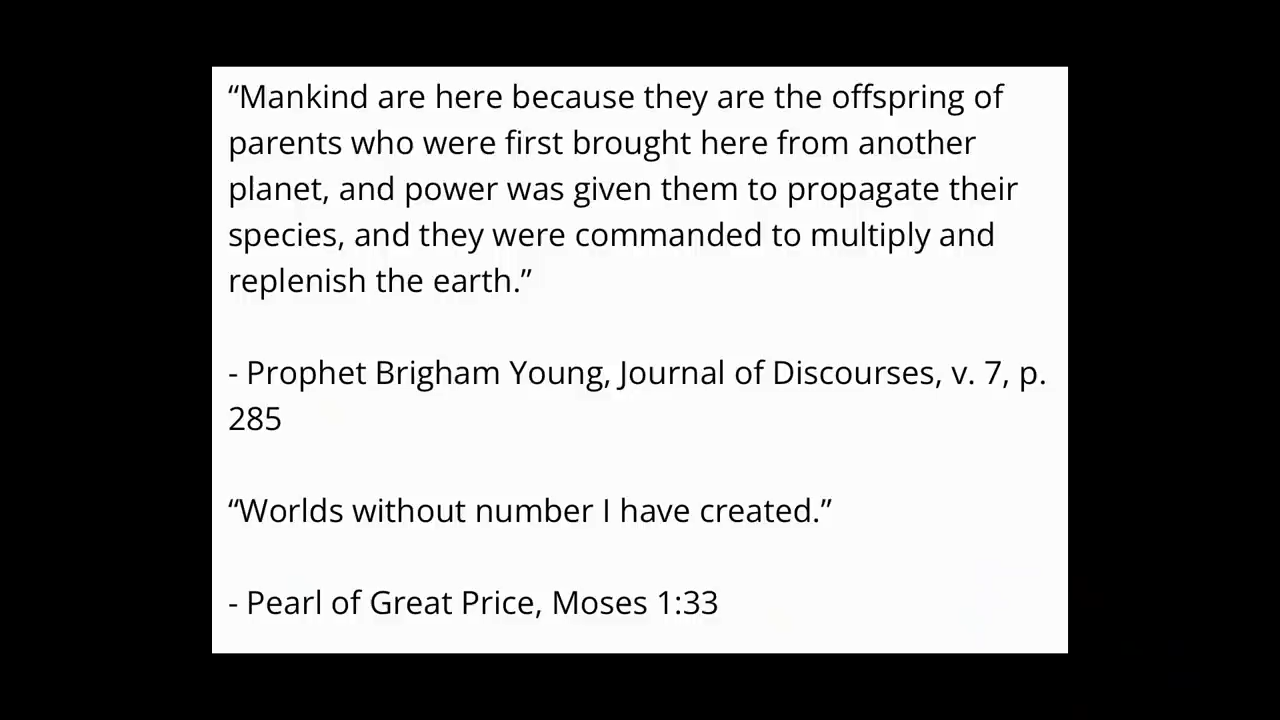 “Mankind are here because they are the offspring of
parents who were first brought here from another
planet, and power was given them to propagate their
species, and they were commanded to multiply and
replenish the earth.”
- Prophet Brigham Young, Journal of Discourses, v. 7, p.
285
“Worlds without number I have created.”
- Pearl of Great Price, Moses 1:33